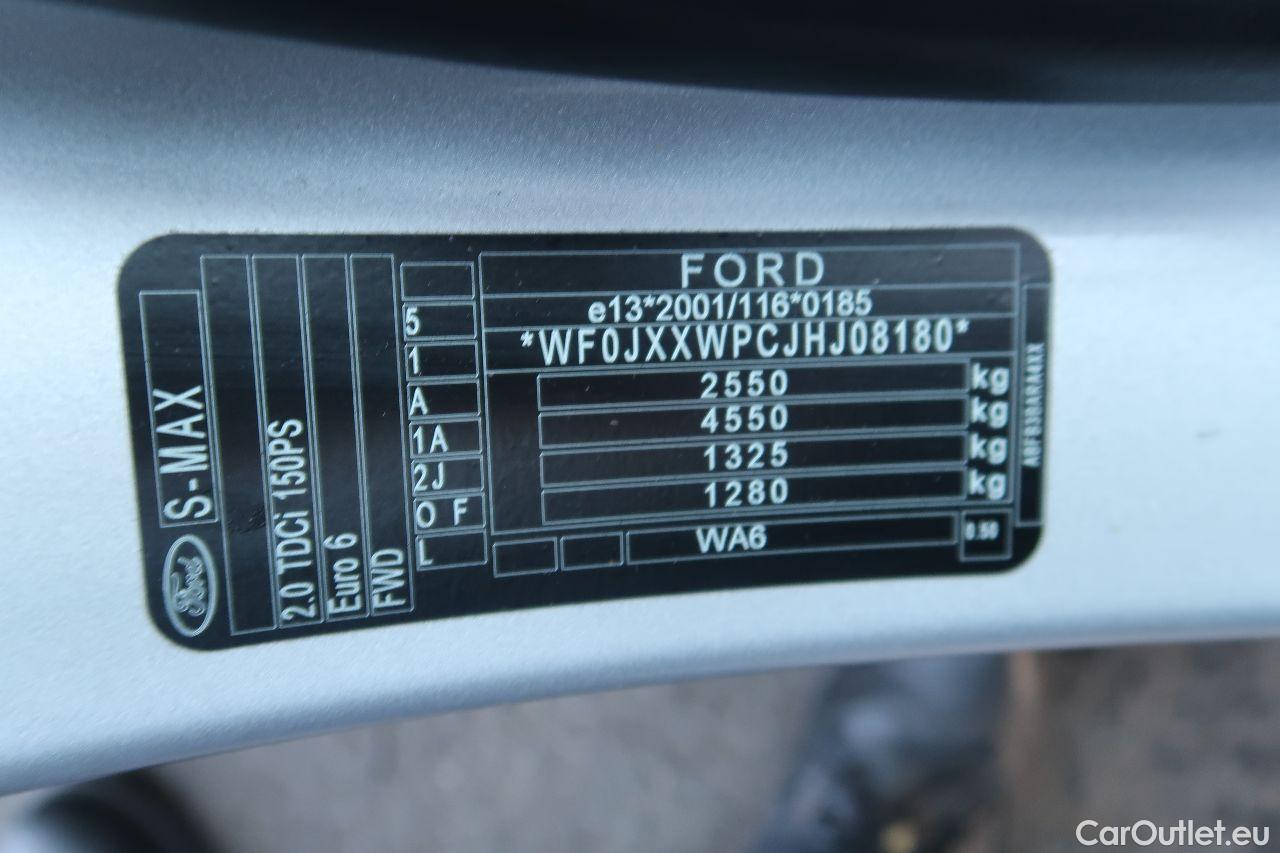 S-MAX
Ford
2.0 TDCi 150PS
Euro 6
FWD
5
1
A
1A
2J
O F
L
FORD
e13*2001/116*0185
*WF0JXXWPCJHJ08180*
2550 kg
4550 kg
1325 kg
1280 kg
WA6
0.50
CarOutlet.eu